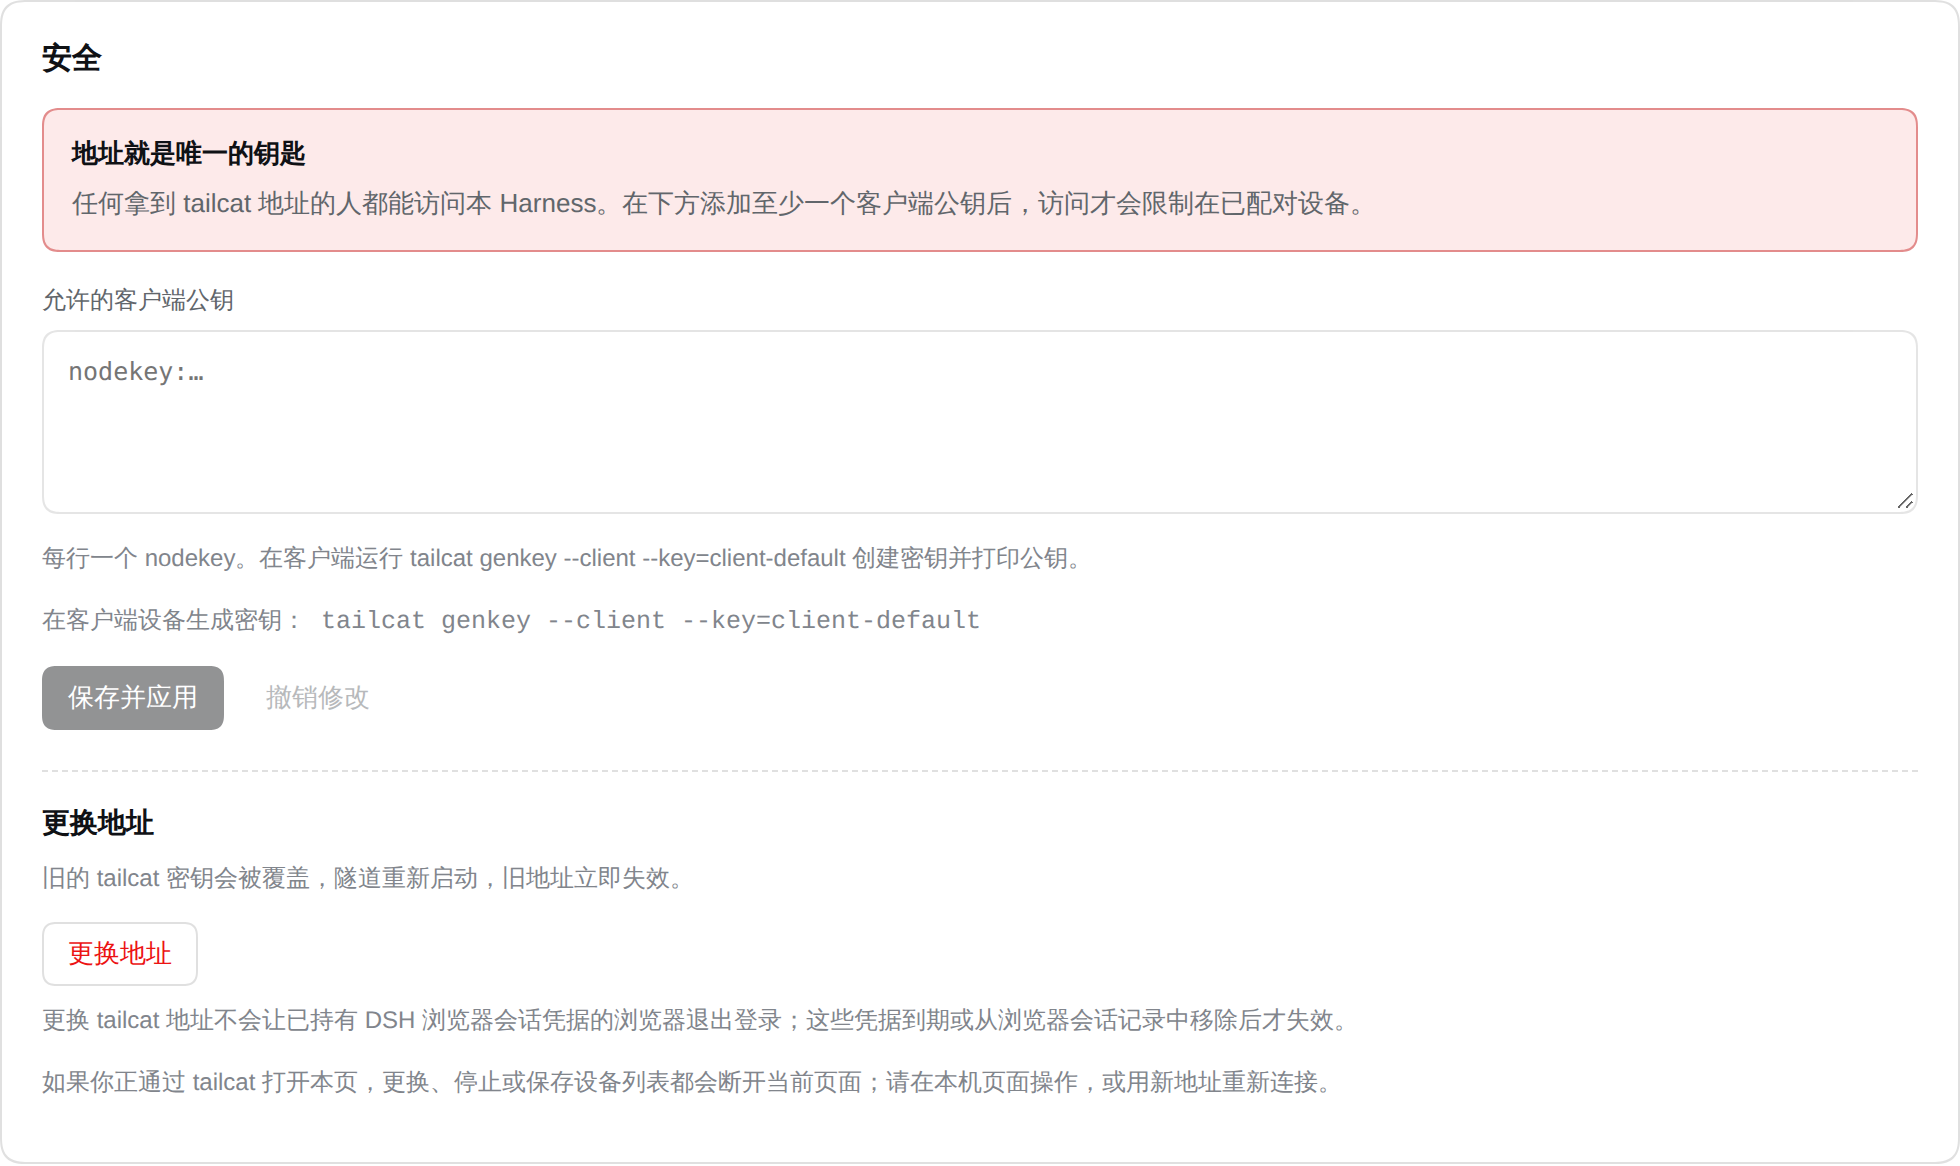 安全
地址就是唯一的钥匙
任何拿到 tailcat 地址的人都能访问本 Harness。在下方添加至少一个客户端公钥后，访问才会限制在已配对设备。
允许的客户端公钥
nodekey:…
每行一个 nodekey。在客户端运行 tailcat genkey --client --key=client-default 创建密钥并打印公钥。
在客户端设备生成密钥： tailcat genkey --client --key=client-default
保存并应用 撤销修改
更换地址
旧的 tailcat 密钥会被覆盖，隧道重新启动，旧地址立即失效。
更换地址
更换 tailcat 地址不会让已持有 DSH 浏览器会话凭据的浏览器退出登录；这些凭据到期或从浏览器会话记录中移除后才失效。
如果你正通过 tailcat 打开本页，更换、停止或保存设备列表都会断开当前页面；请在本机页面操作，或用新地址重新连接。